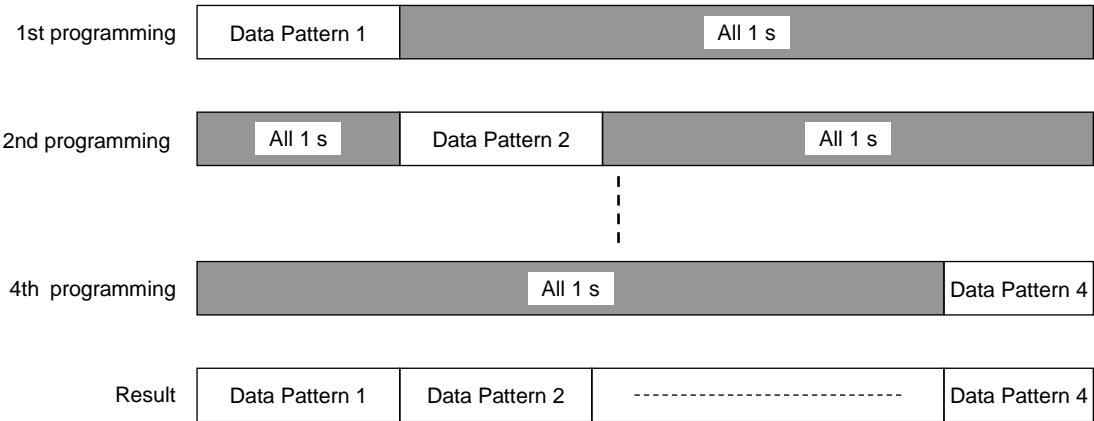 1st programming Data Pattern 1 All 1 s
2nd programming All 1 s Data Pattern 2 All 1 s
4th programming All 1 s Data Pattern 4
Result Data Pattern 1 Data Pattern 2 Data Pattern 4